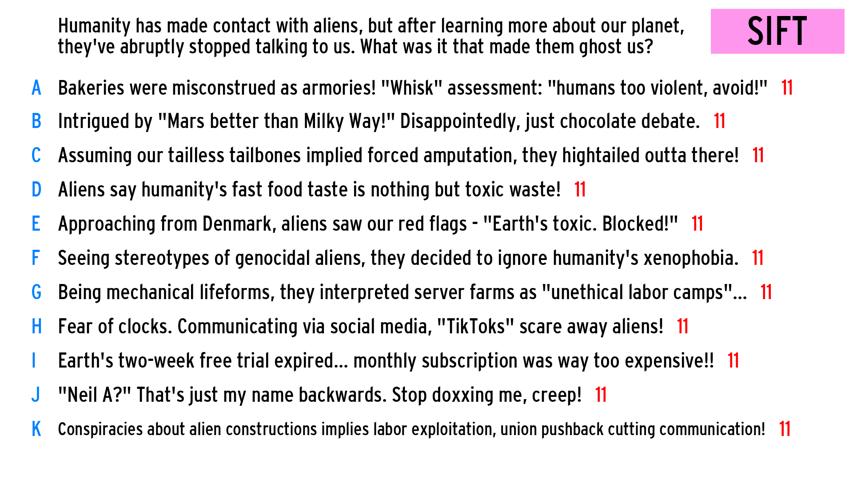 Humanity has made contact with aliens, but after learning more about our planet,
they've abruptly stopped talking to us. What was it that made them ghost us?
SIFT
A Bakeries were misconstrued as armories! "Whisk" assessment: "humans too violent, avoid!" 11
B Intrigued by "Mars better than Milky Way!" Disappointedly, just chocolate debate. 11
C Assuming our tailless tailbones implied forced amputation, they hightailed outta there! 11
D Aliens say humanity's fast food taste is nothing but toxic waste! 11
E Approaching from Denmark, aliens saw our red flags - "Earth's toxic. Blocked!" 11
F Seeing stereotypes of genocidal aliens, they decided to ignore humanity's xenophobia. 11
G Being mechanical lifeforms, they interpreted server farms as "unethical labor camps"... 11
H Fear of clocks. Communicating via social media, "TikToks" scare away aliens! 11
I Earth's two-week free trial expired... monthly subscription was way too expensive!! 11
J "Neil A?" That's just my name backwards. Stop doxxing me, creep! 11
K Conspiracies about alien constructions implies labor exploitation, union pushback cutting communication! 11